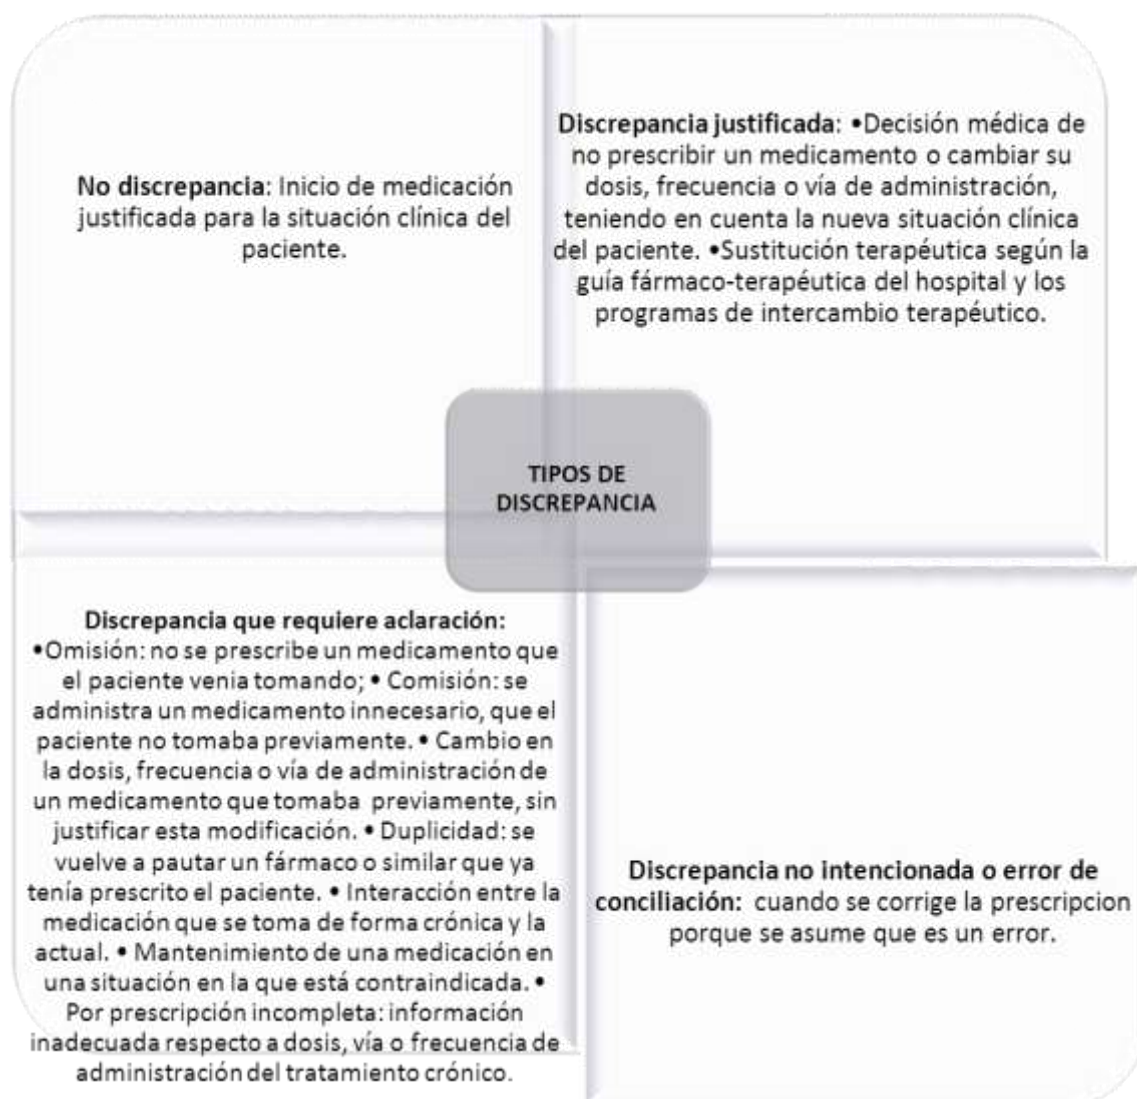 No discrepancia: Inicio de medicación
justificada para la situación clínica del
paciente.
Discrepancia justificada: •Decisión médica de
no prescribir un medicamento o cambiar su
dosis, frecuencia o vía de administración,
teniendo en cuenta la nueva situación clínica
del paciente. •Sustitución terapéutica según la
guía fármaco-terapéutica del hospital y los
programas de intercambio terapéutico.
TIPOS DE
DISCREPANCIA
Discrepancia que requiere aclaración:
•Omisión: no se prescribe un medicamento que
el paciente venia tomando; • Comisión: se
administra un medicamento innecesario, que el
paciente no tomaba previamente. • Cambio en
la dosis, frecuencia o vía de administración de
un medicamento que tomaba previamente, sin
justificar esta modificación. • Duplicidad: se
vuelve a pautar un fármaco o similar que ya
tenía prescrito el paciente. • Interacción entre la
medicación que se toma de forma crónica y la
actual. • Mantenimiento de una medicación en
una situación en la que está contraindicada. •
Por prescripción incompleta: información
inadecuada respecto a dosis, vía o frecuencia de
administración del tratamiento crónico.
Discrepancia no intencionada o error de
conciliación: cuando se corrige la prescripcion
porque se asume que es un error.